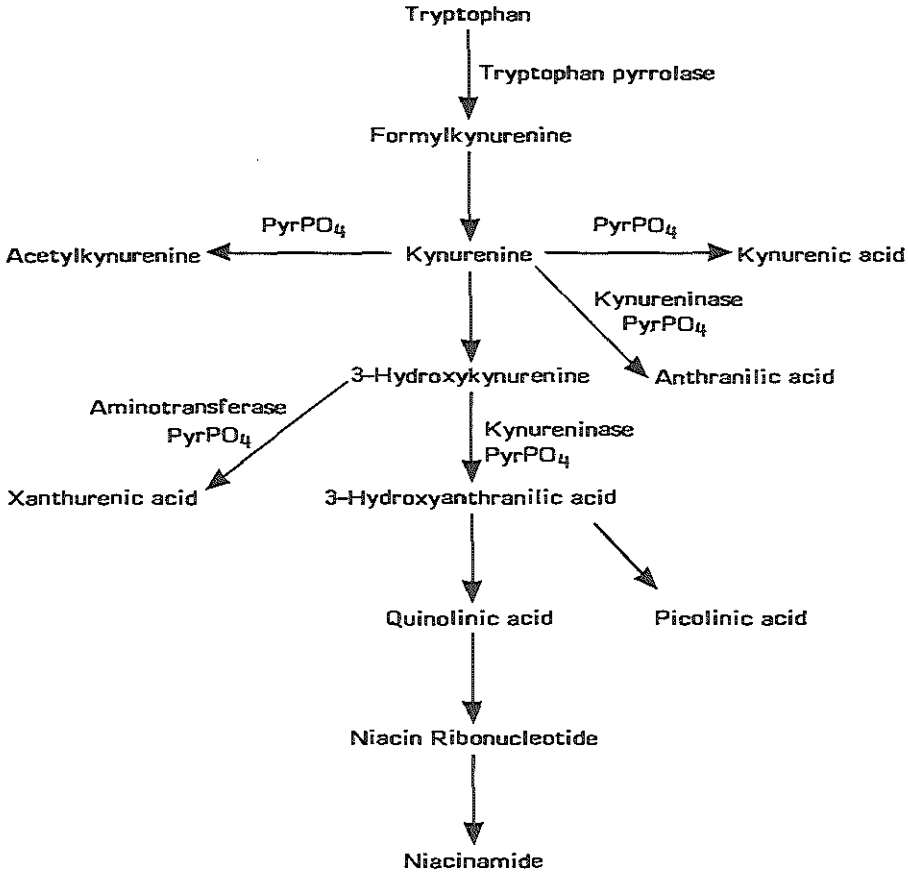 Tryptophan
Tryptophan pyrrolase
Formylkynurenine
PyrPO4
PyrPO4
Acetylkynurenine
Kynurenine
Kynurenic acid
Kynureninase
PyrPO4
3-Hydroxykynurenine
Anthranilic acid
Aminotransferase
PyrPO4
Kynureninase
PyrPO4
Xanthurenic acid
3-Hydroxyanthranilic acid
Quinolinic acid
Picolinic acid
Niacin Ribonucleotide
Niacinamide